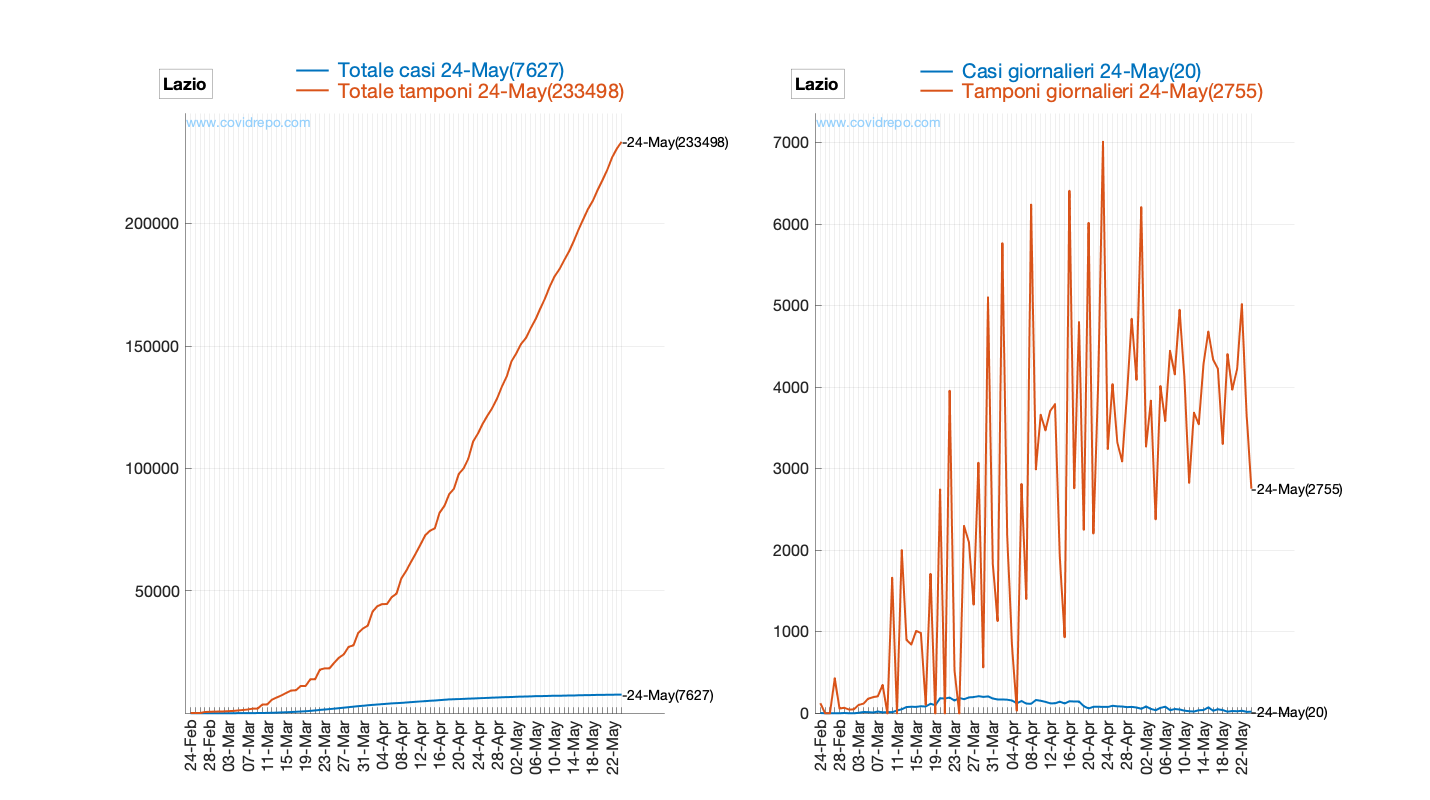 Lazio
Totale casi 24-May(7627)
Totale tamponi 24-May(233498)
www.covidrepo.com
-24-May(233498)
200000
150000
100000
50000
-24-May(7627)
24-Feb
28-Feb
03-Mar
07-Mar
11-Mar
15-Mar
19-Mar
23-Mar
27-Mar
31-Mar
04-Apr
08-Apr
12-Apr
16-Apr
20-Apr
24-Apr
28-Apr
02-May
06-May
10-May
14-May
18-May
22-May
Lazio
Casi giornalieri 24-May(20)
Tamponi giornalieri 24-May(2755)
www.covidrepo.com
7000
6000
5000
4000
3000
2000
1000
0
-24-May(2755)
-24-May(20)
24-Feb
28-Feb
03-Mar
07-Mar
11-Mar
15-Mar
19-Mar
23-Mar
27-Mar
31-Mar
04-Apr
08-Apr
12-Apr
16-Apr
20-Apr
24-Apr
28-Apr
02-May
06-May
10-May
14-May
18-May
22-May